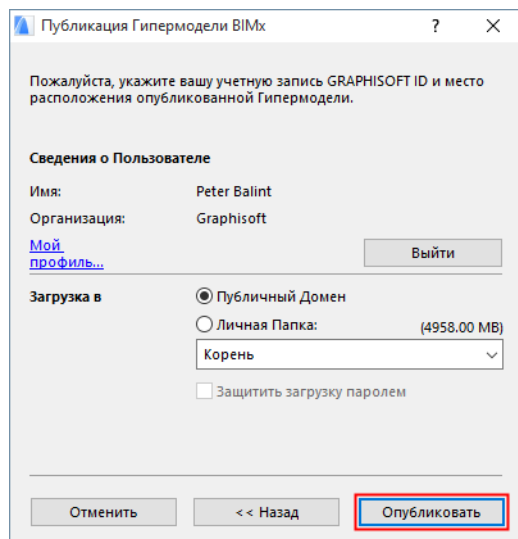 Публикация Гипермодели BIMx
?
Пожалуйста, укажите вашу учетную запись GRAPHISOFT ID и место
расположения опубликованной Гипермодели.
Сведения о Пользователе
Имя: Peter Balint
Организация: Graphisoft
Мой
профиль...
Выйти
Загрузка в
Публичный Домен
Личная Папка: (4958.00 MB)
Корень
Защитить загрузку паролем
Отменить << Назад Опубликовать